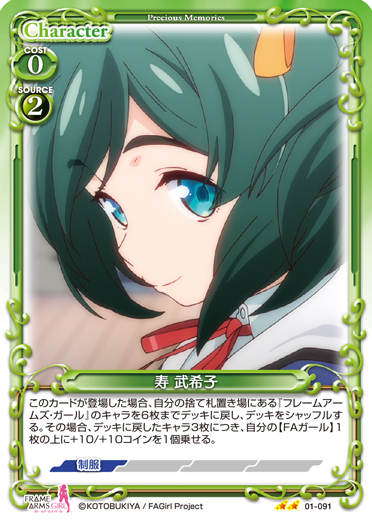 Precious Memories
Character
COST
0
SOURCE
2
寿 武希子
このカードが登場した場合、自分の捨て札置き場にある『フレームアー
ムズ・ガール』のキャラを6枚までデッキに戻し、デッキをシャッフルす
る。その場合、デッキに戻したキャラ3枚につき、自分の【FAガール】1
枚の上に+10/+10コインを1個乗せる。
制服
FRAME
ARMS GIRL
©KOTOBUKIYA / FAGirl Project
01-091